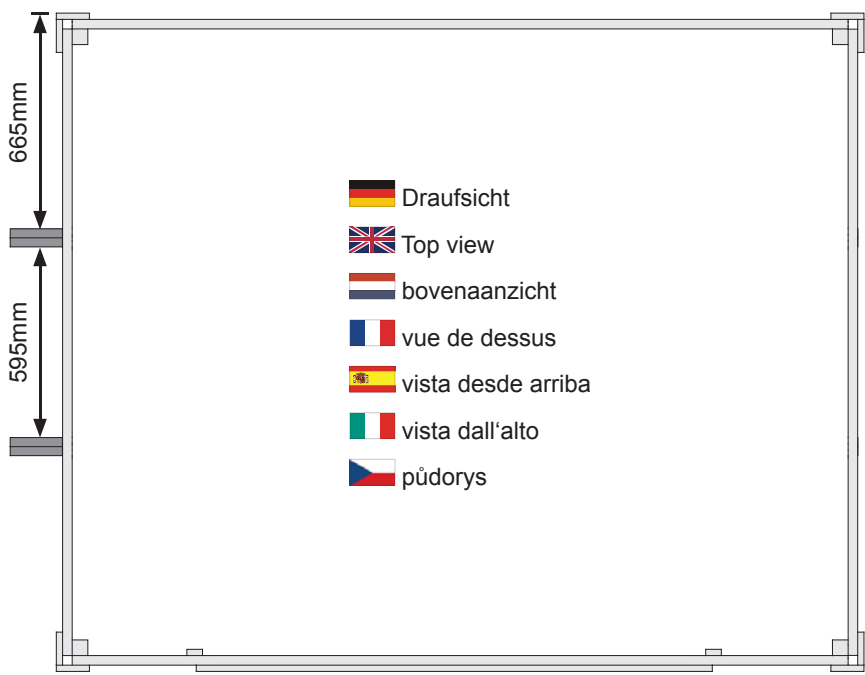 665mm
595mm
Draufsicht
Top view
bovenaanzicht
vue de dessus
vista desde arriba
vista dall‘alto
půdorys